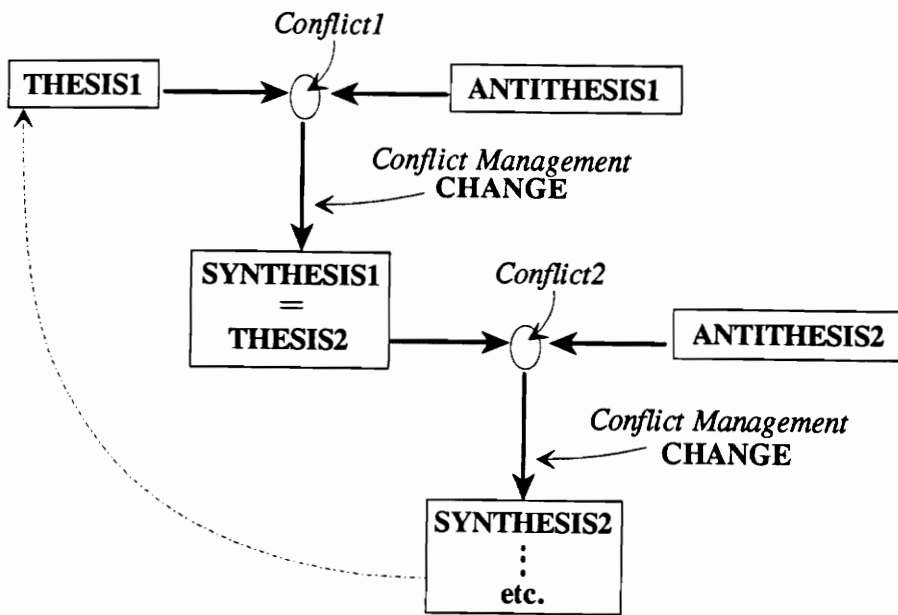 Conflict1
THESIS1
ANTITHESIS1
Conflict Management
CHANGE
SYNTHESIS1
=
THESIS2
Conflict2
ANTITHESIS2
Conflict Management
CHANGE
SYNTHESIS2
etc.